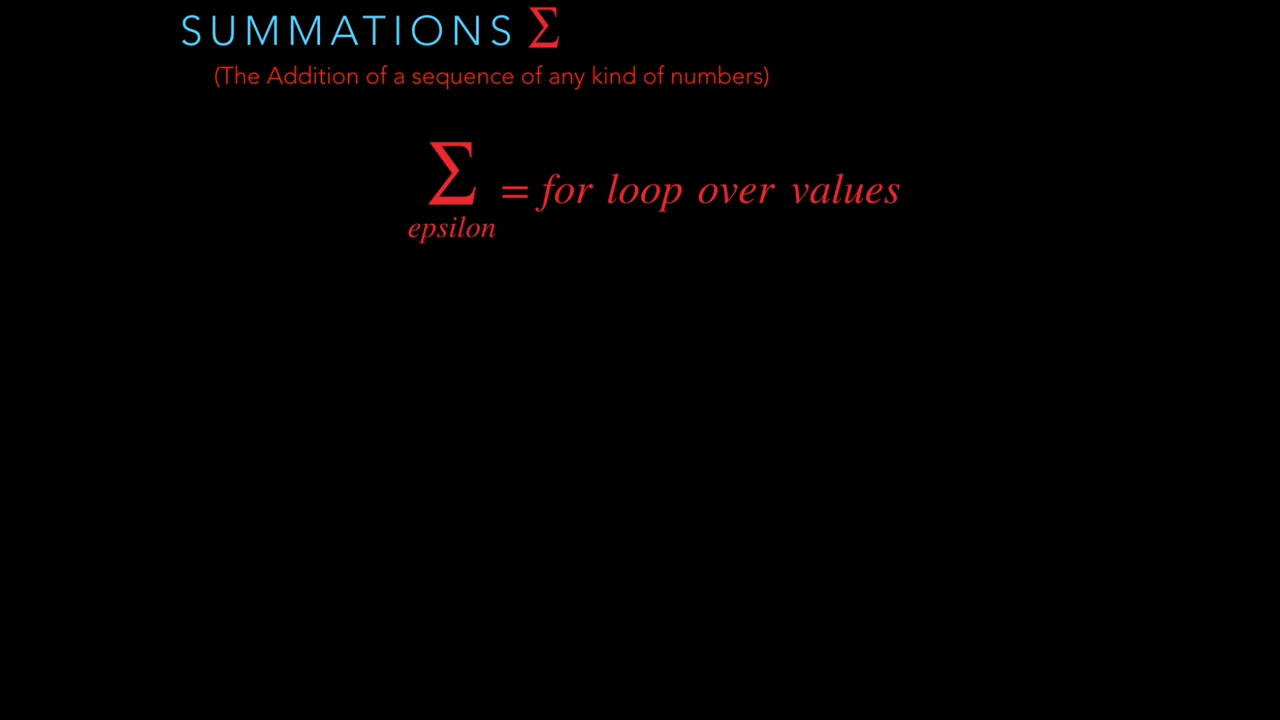 SUMMATIONS Σ
(The Addition of a sequence of any kind of numbers)
Σ = for loop over values
epsilon